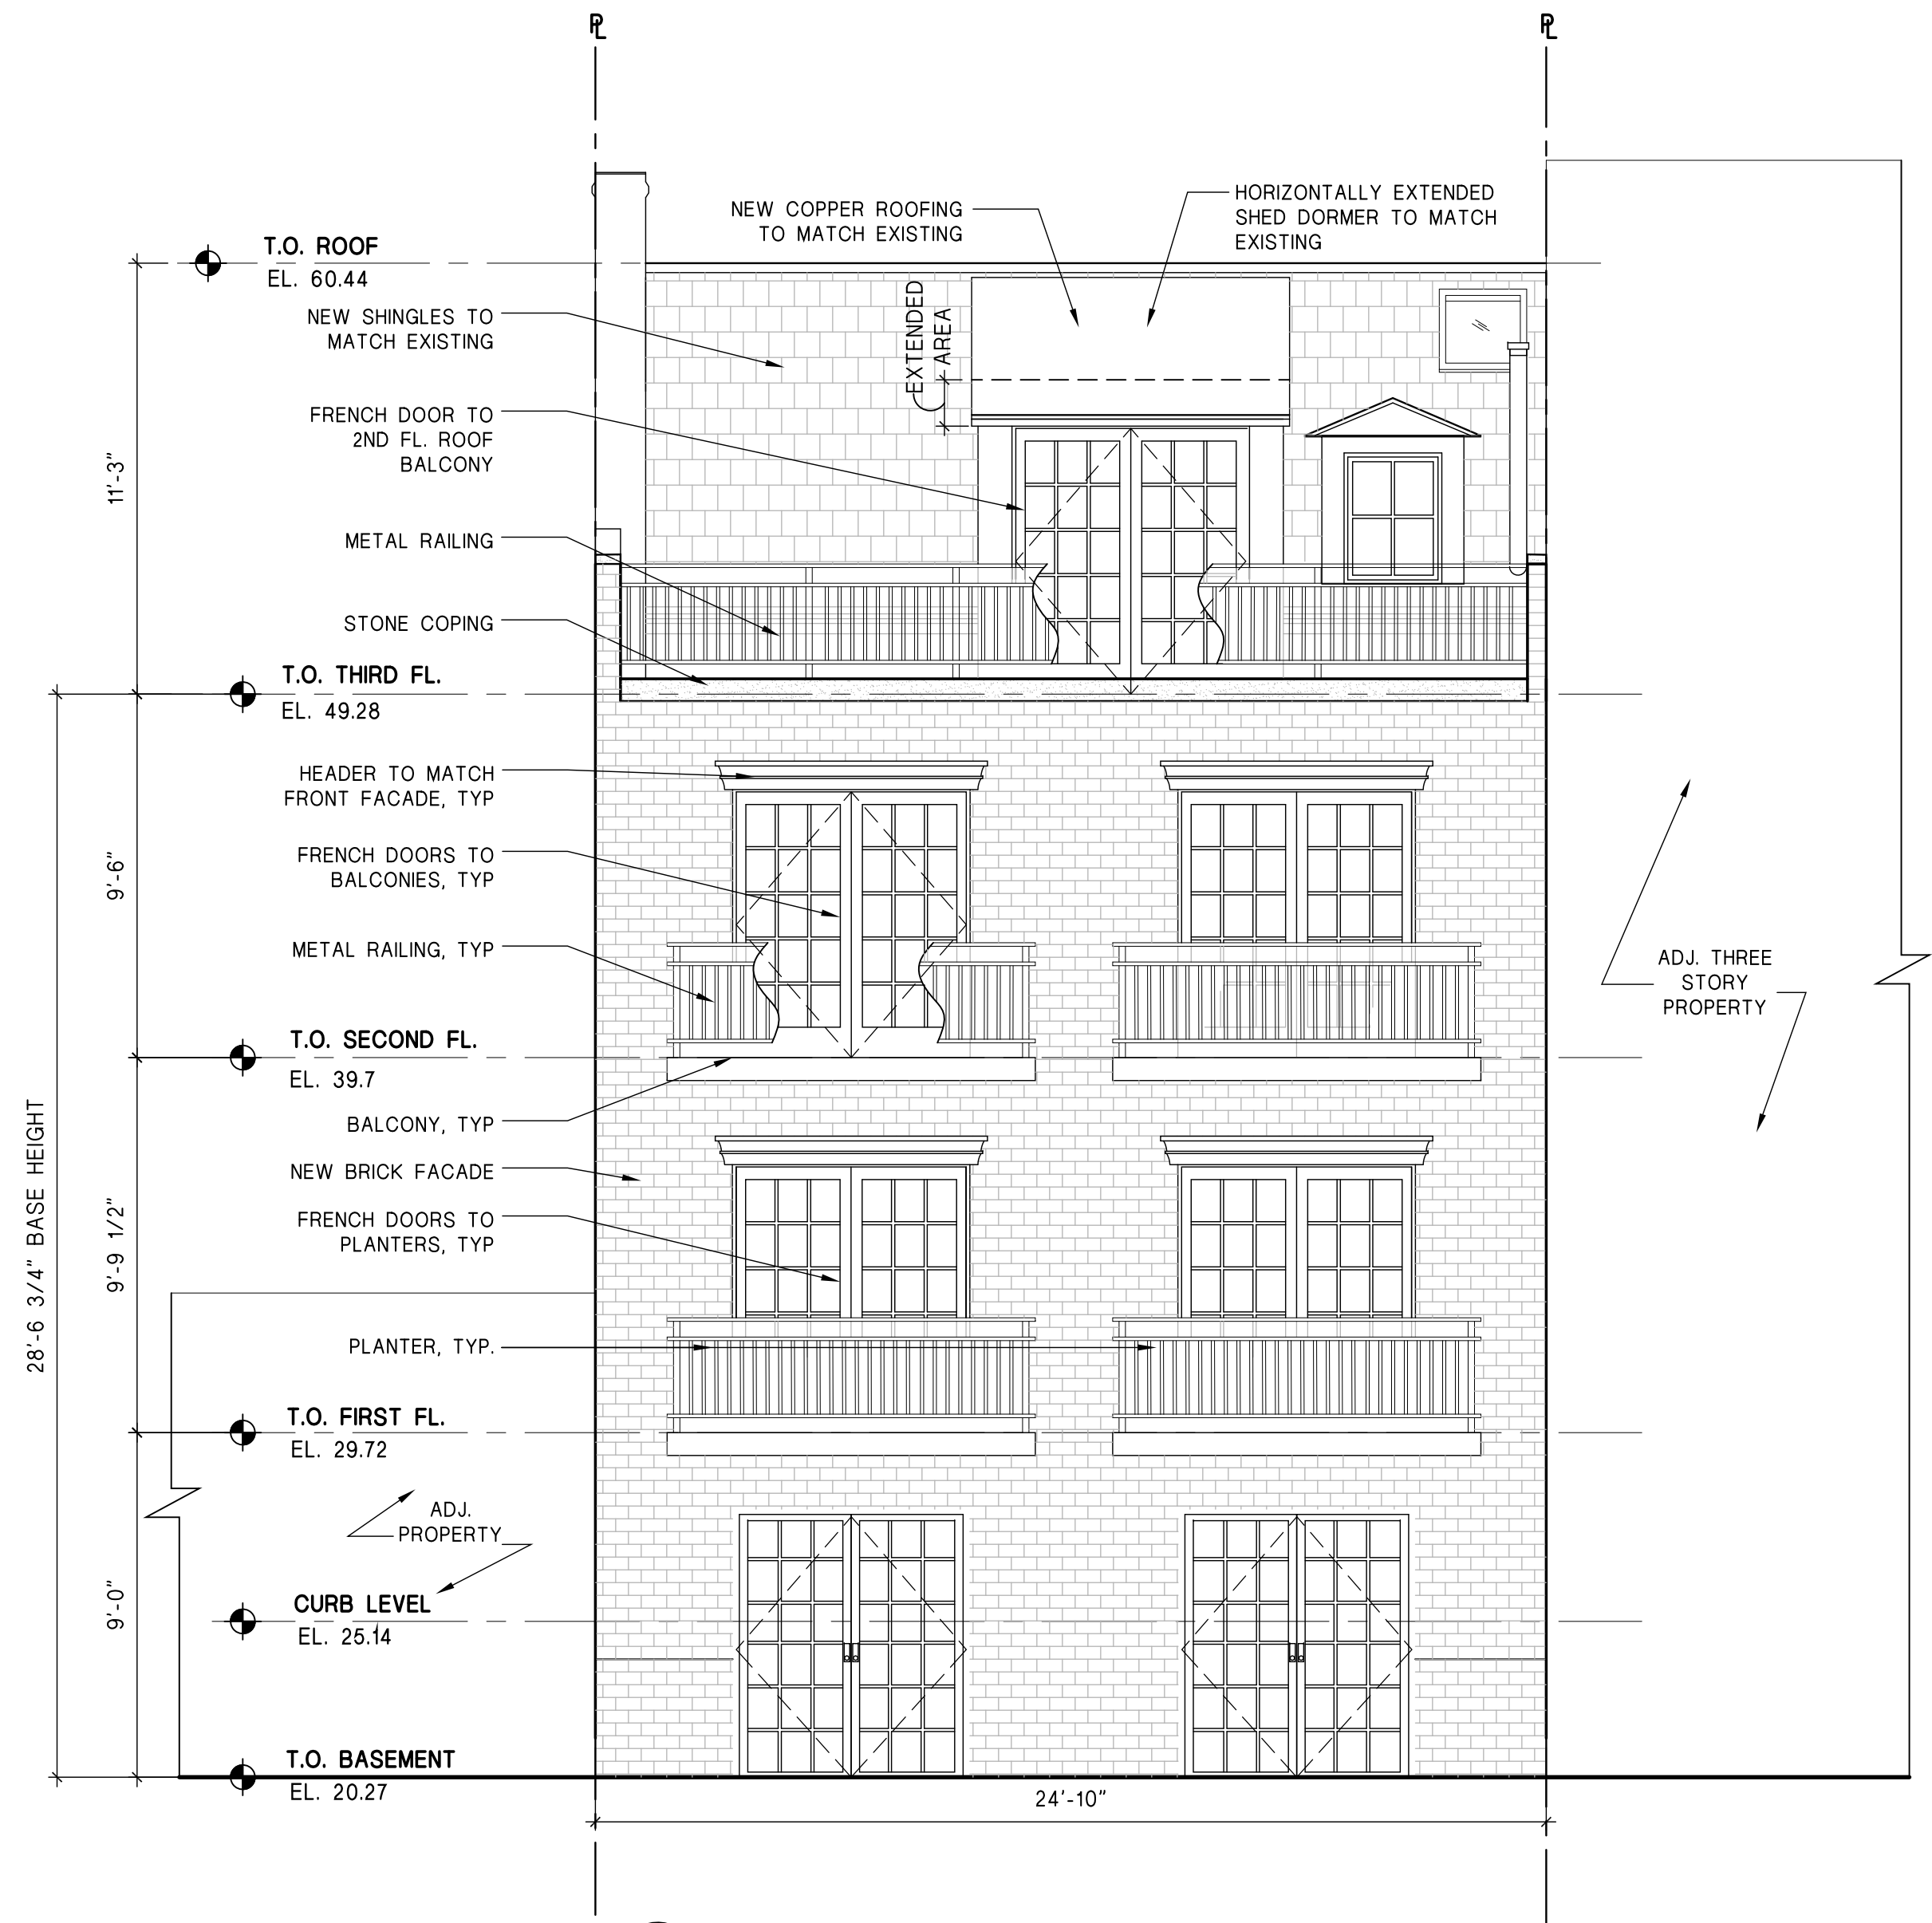 PL
PL
NEW COPPER ROOFING
TO MATCH EXISTING
HORIZONTALLY EXTENDED
SHED DORMER TO MATCH
EXISTING
T.O. ROOF
EL. 60.44
NEW SHINGLES TO
MATCH EXISTING
EXTENDED
AREA
FRENCH DOOR TO
2ND FL. ROOF
BALCONY
11'-3"
METAL RAILING
STONE COPING
T.O. THIRD FL.
EL. 49.28
HEADER TO MATCH
FRONT FACADE, TYP
FRENCH DOORS TO
BALCONIES, TYP
9'-6"
METAL RAILING, TYP
ADJ. THREE
STORY
PROPERTY
T.O. SECOND FL.
EL. 39.7
BALCONY, TYP
NEW BRICK FACADE
FRENCH DOORS TO
PLANTERS, TYP
9'-9 1/2"
28'-6 3/4" BASE HEIGHT
PLANTER, TYP.
T.O. FIRST FL.
EL. 29.72
ADJ.
PROPERTY
9'-0"
CURB LEVEL
EL. 25.14
T.O. BASEMENT
EL. 20.27
24'-10"